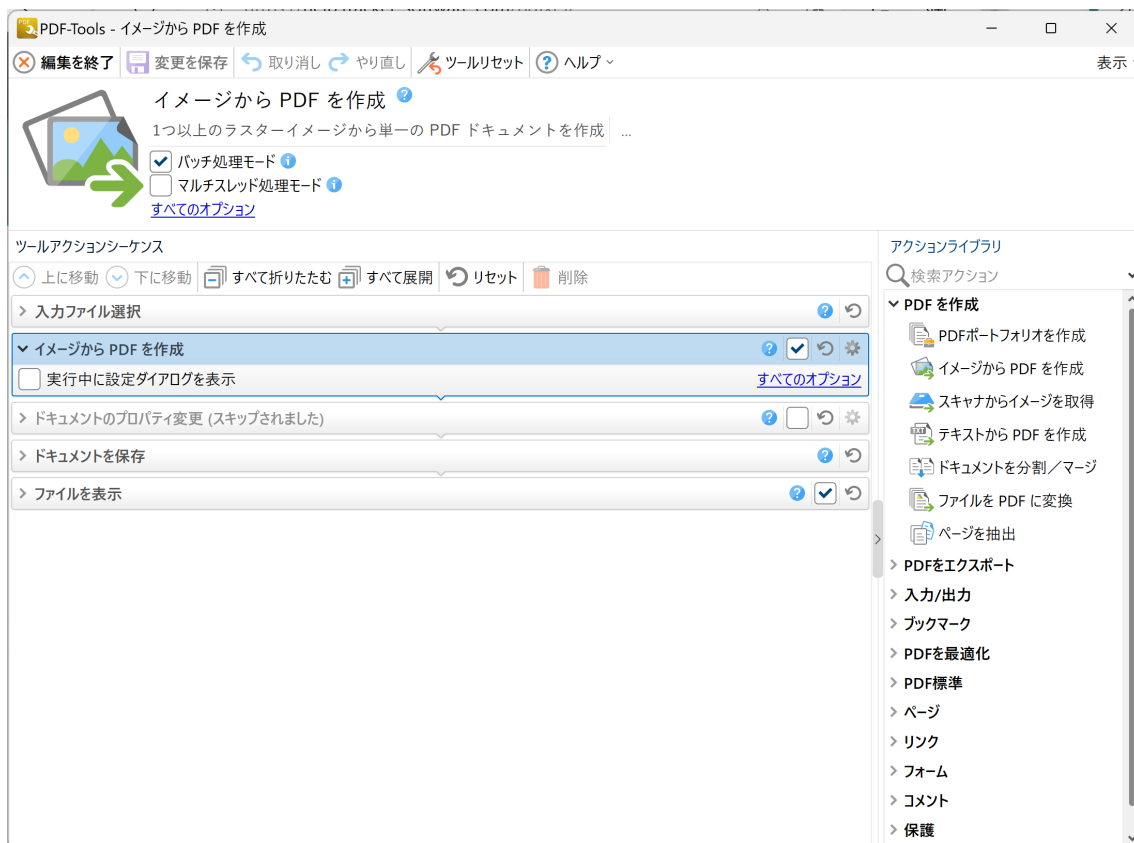 PDF-Tools - イメージから PDF を作成
編集を終了 変更を保存 取り消し やり直し ツールリセット ヘルプ 表示
イメージから PDF を作成
1つ以上のラスターイメージから単一の PDF ドキュメントを作成 ...
バッチ処理モード
マルチスレッド処理モード
すべてのオプション
ツールアクションシーケンス
上に移動 下に移動 すべて折りたたむ すべて展開 リセット 削除
入力ファイル選択
イメージから PDF を作成
実行中に設定ダイアログを表示 すべてのオプション
ドキュメントのプロパティ変更 (スキップされました)
ドキュメントを保存
ファイルを表示
アクションライブラリ
検索アクション
PDF を作成
PDFポートフォリオを作成
イメージから PDF を作成
スキャナからイメージを取得
テキストから PDF を作成
ドキュメントを分割／マージ
ファイルを PDF に変換
ページを抽出
PDFをエクスポート
入力/出力
ブックマーク
PDFを最適化
PDF標準
ページ
リンク
フォーム
コメント
保護